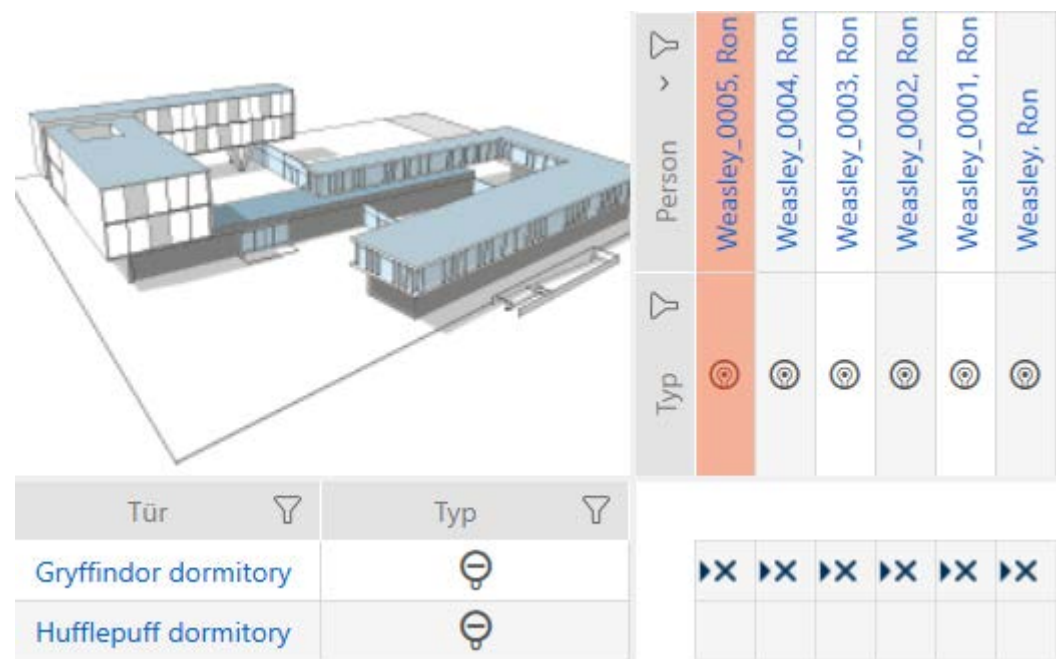 Person
Weasley_0005, Ron
Weasley_0004, Ron
Weasley_0003, Ron
Weasley_0002, Ron
Weasley_0001, Ron
Weasley, Ron
Typ
Tür Typ
Gryffindor dormitory
Hufflepuff dormitory